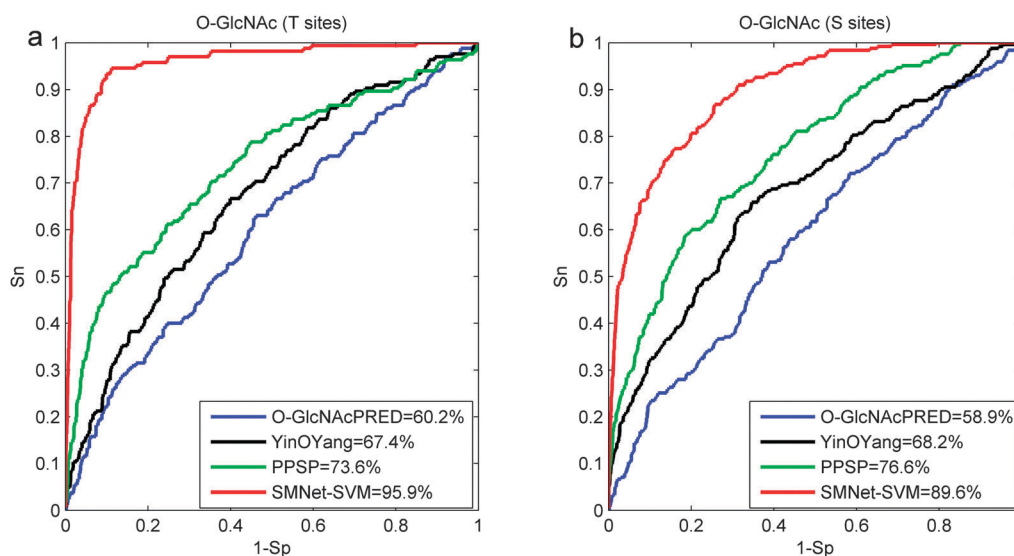 a
O-GlcNAc (T sites)
1
0.9
0.8
0.7
0.6
0.5
0.4
0.3
0.2
0.1
0
Sn
0
0.2
0.4
0.6
0.8
1
1-Sp
O-GlcNAcPRED=60.2%
YinOYang=67.4%
PPSP=73.6%
SMNet-SVM=95.9%
b
O-GlcNAc (S sites)
1
0.9
0.8
0.7
0.6
0.5
0.4
0.3
0.2
0.1
0
Sn
0
0.2
0.4
0.6
0.8
1-Sp
O-GlcNAcPRED=58.9%
YinOYang=68.2%
PPSP=76.6%
SMNet-SVM=89.6%